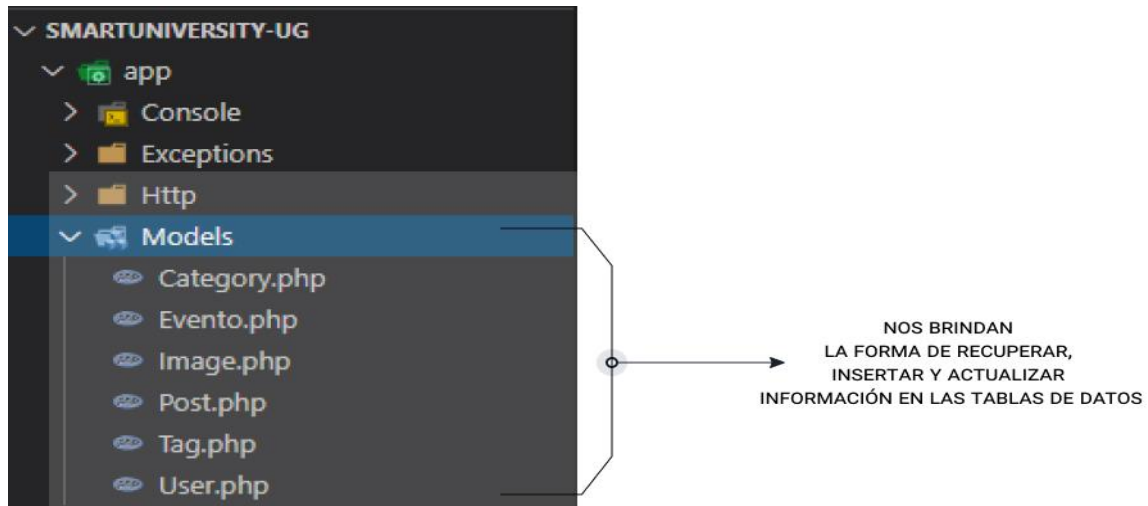 SMARTUNIVERSITY-UG
app
Console
Exceptions
Http
Models
Category.php
Evento.php
Image.php
Post.php
Tag.php
User.php
NOS BRINDAN
LA FORMA DE RECUPERAR,
INSERTAR Y ACTUALIZAR
INFORMACIÓN EN LAS TABLAS DE DATOS